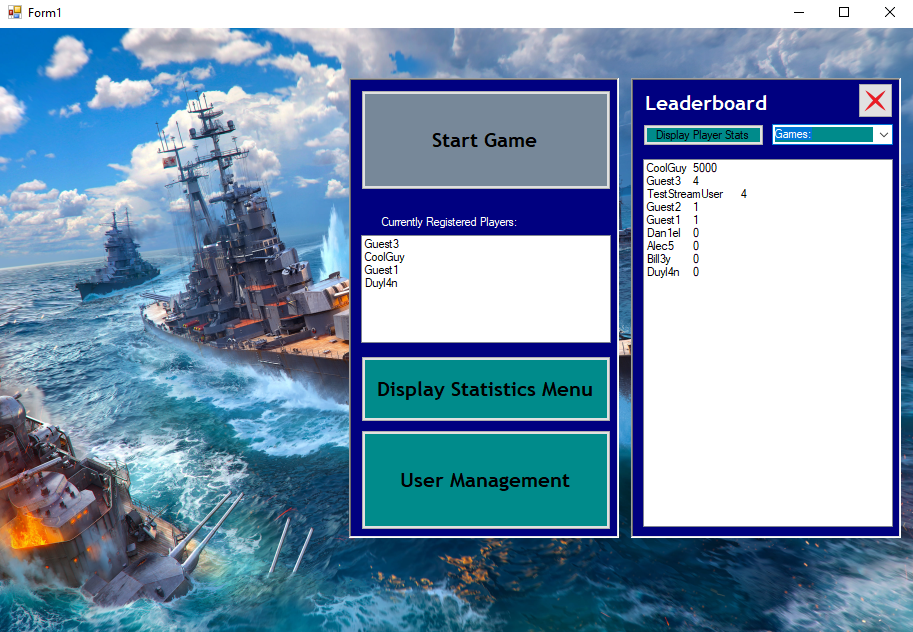 Form1
Start Game
Currently Registered Players:
Guest3
CoolGuy
Guest1
Duyl4n
Display Statistics Menu
User Management
Leaderboard
Display Player Stats
Games:
CoolGuy 5000
Guest3 4
TestStreamUser 4
Guest2 1
Guest1 1
Dan1el 0
Alec5 0
Bill3y 0
Duyl4n 0